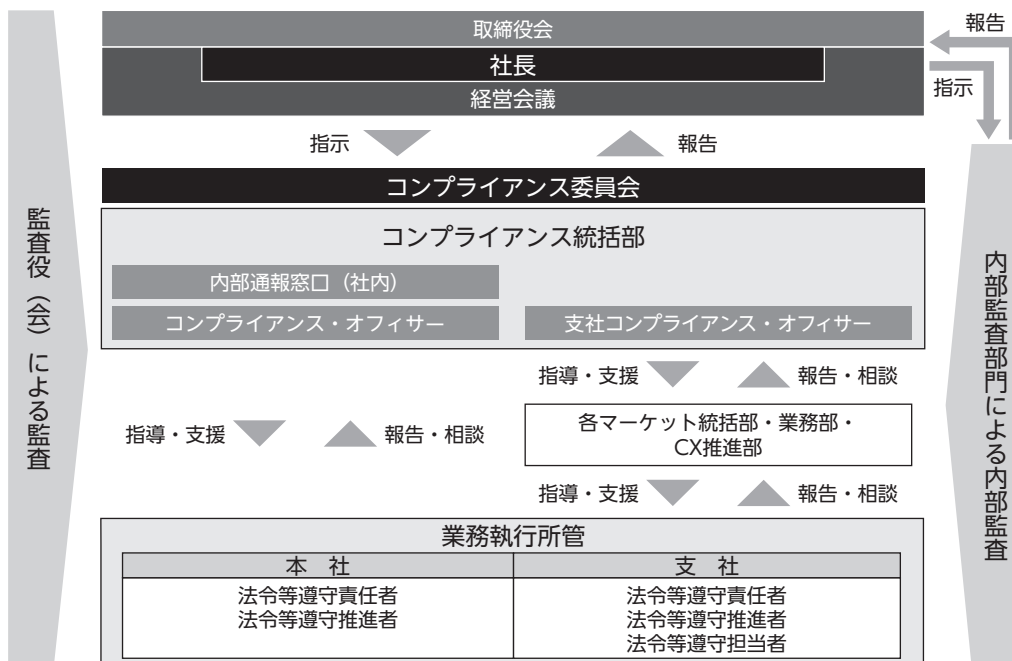 取締役会
社長
経営会議
報告
指示
指示
報告
コンプライアンス委員会
コンプライアンス統括部
内部通報窓口（社内）
コンプライアンス・オフィサー
支社コンプライアンス・オフィサー
指導・支援
報告・相談
各マーケット統括部・業務部・
CX推進部
指導・支援
報告・相談
指導・支援
報告・相談
業務執行所管
本　社
支　社
法令等遵守責任者
法令等遵守推進者
法令等遵守責任者
法令等遵守推進者
法令等遵守担当者
監査役（会）による監査
内部監査部門による内部監査